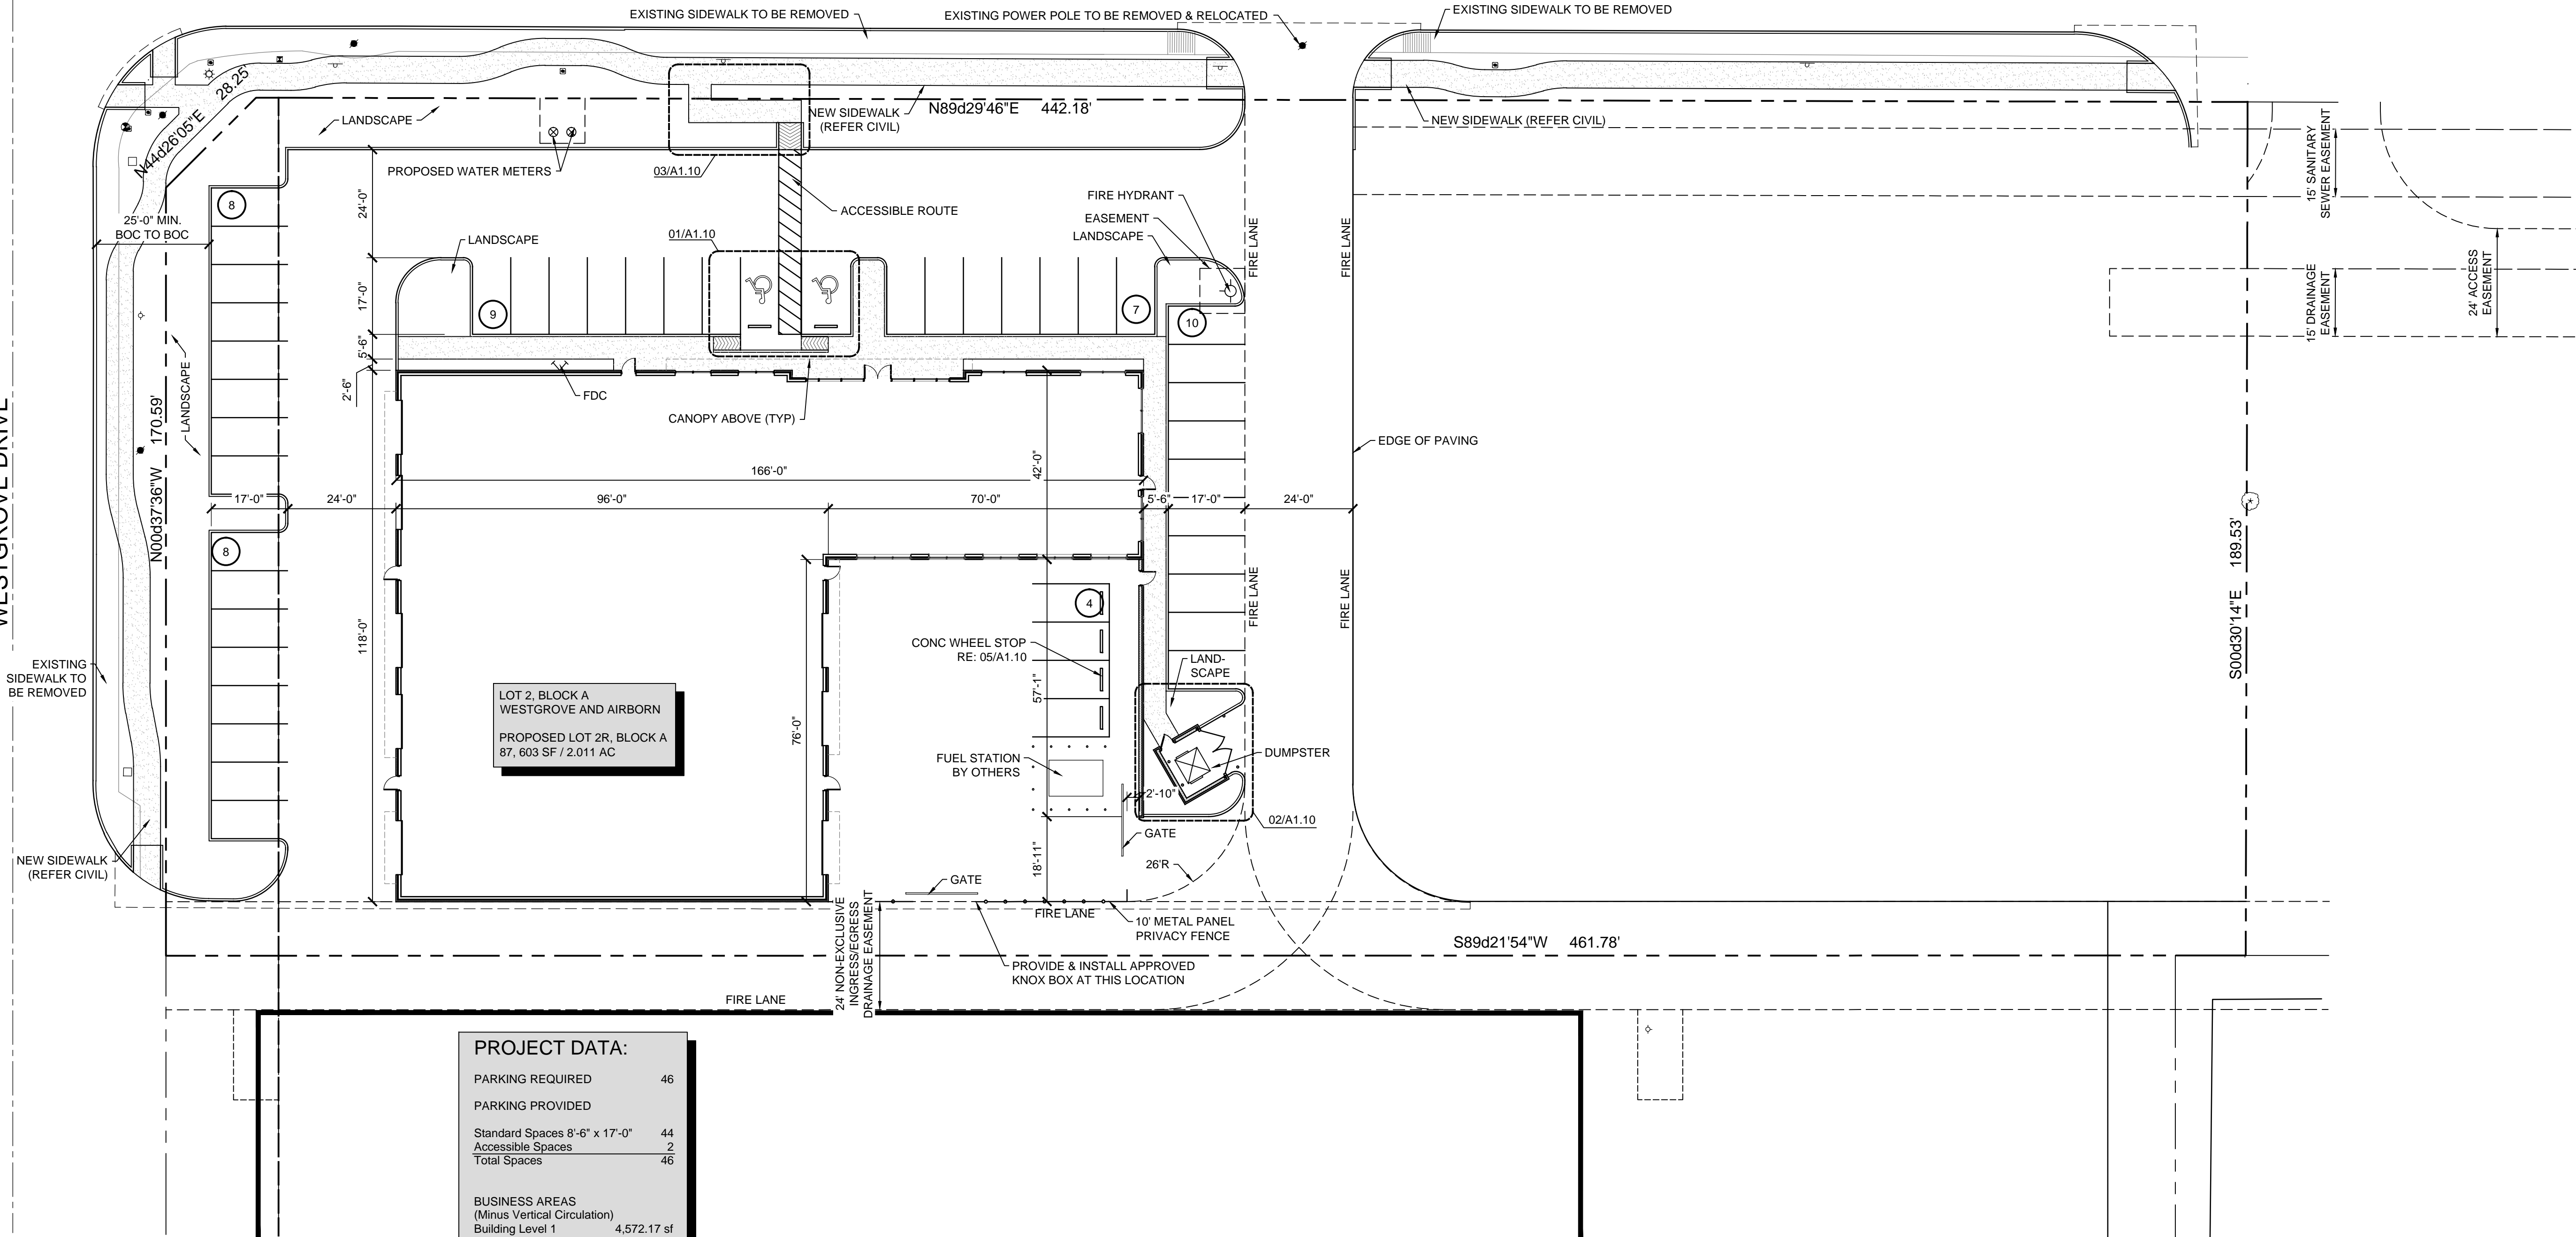 EXISTING SIDEWALK TO BE REMOVED
EXISTING POWER POLE TO BE REMOVED & RELOCATED
EXISTING SIDEWALK TO BE REMOVED
N44d26'05"E 28.25'
LANDSCAPE
NEW SIDEWALK
(REFER CIVIL)
N89d29'46"E 442.18'
NEW SIDEWALK (REFER CIVIL)
PROPOSED WATER METERS
03/A1.10
15' SANITARY
SEWER EASEMENT
8
24'-0"
ACCESSIBLE ROUTE
FIRE HYDRANT
EASEMENT
LANDSCAPE
25'-0" MIN.
BOC TO BOC
LANDSCAPE
01/A1.10
FIRE LANE
FIRE LANE
24' ACCESS
EASEMENT
15' DRAINAGE
EASEMENT
17'-0"
9
7
10
5'-6"
2'-6"
FDC
CANOPY ABOVE (TYP)
LANDSCAPE
N00d37'36"W 170.59'
WESTGROVE DRIVE
EDGE OF PAVING
166'-0"
42'-0"
17'-0"
24'-0"
96'-0"
70'-0"
5'-6"
17'-0"
24'-0"
8
S00d30'14"E 189.53'
4
FIRE LANE
FIRE LANE
118'-0"
CONC WHEEL STOP
RE: 05/A1.10
LAND-
SCAPE
EXISTING
SIDEWALK TO
BE REMOVED
57'-1"
LOT 2, BLOCK A
WESTGROVE AND AIRBORN
PROPOSED LOT 2R, BLOCK A
87, 603 SF / 2.011 AC
76'-0"
FUEL STATION
BY OTHERS
DUMPSTER
2'-10"
02/A1.10
GATE
18'-11"
26'R
NEW SIDEWALK
(REFER CIVIL)
GATE
FIRE LANE
10' METAL PANEL
PRIVACY FENCE
24' NON-EXCLUSIVE
INGRESS/EGRESS
DRAINAGE EASEMENT
S89d21'54"W 461.78'
PROVIDE & INSTALL APPROVED
KNOX BOX AT THIS LOCATION
FIRE LANE
PROJECT DATA:
PARKING REQUIRED 46
PARKING PROVIDED
Standard Spaces 8'-6" x 17'-0" 44
Accessible Spaces 2
Total Spaces 46
BUSINESS AREAS
(Minus Vertical Circulation)
Building Level 1 4,572.17 sf